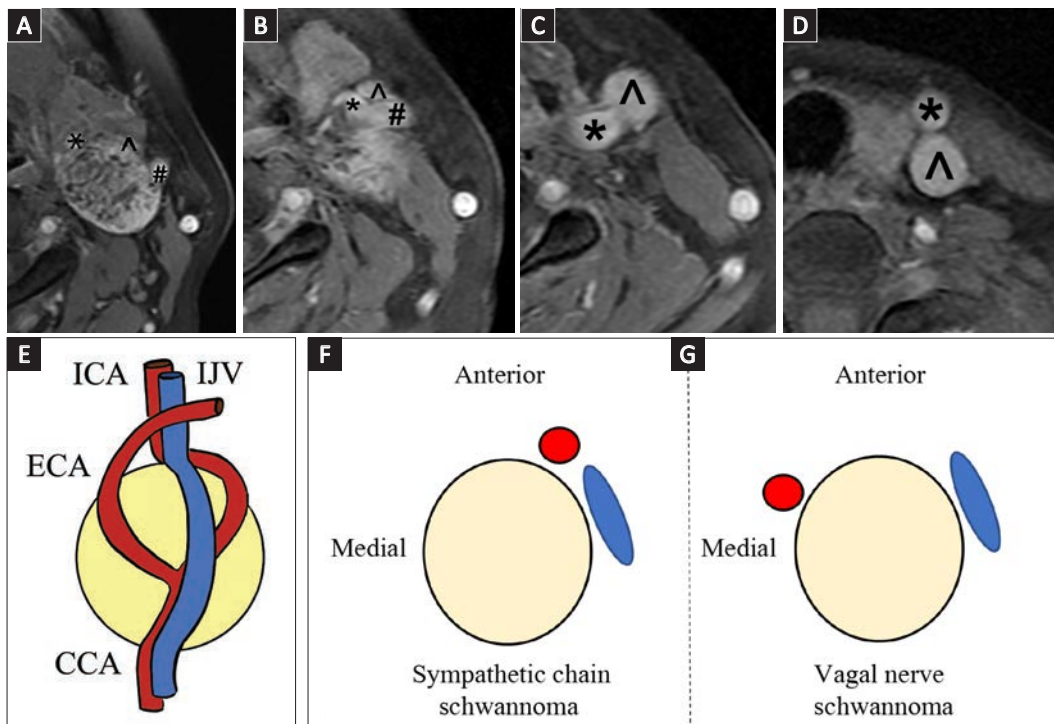 A
B
C
D
* ^ #
* ^ #
* ^
* ^
E
ICA IJV
ECA
CCA
F
Anterior
Medial
Sympathetic chain
schwannoma
G
Anterior
Medial
Vagal nerve
schwannoma